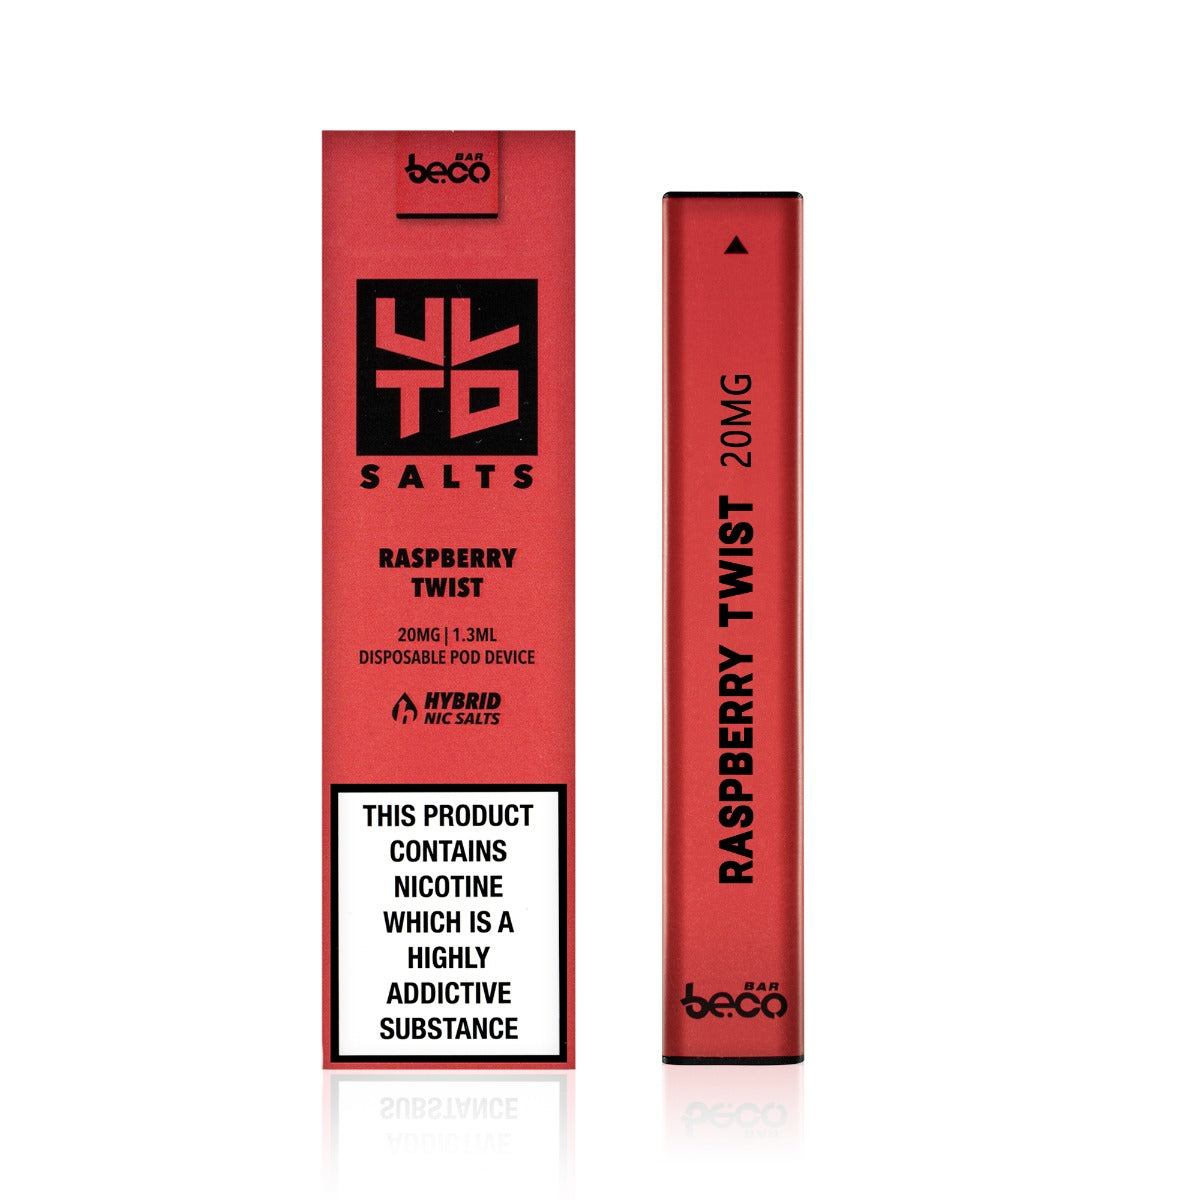 BAR
be.co
ULTD
SALTS
RASPBERRY
TWIST
20MG | 1.3ML
DISPOSABLE POD DEVICE
HYBRID
NIC SALTS
THIS PRODUCT
CONTAINS
NICOTINE
WHICH IS A
HIGHLY
ADDICTIVE
SUBSTANCE
RASPBERRY TWIST 20MG
BAR
be.co